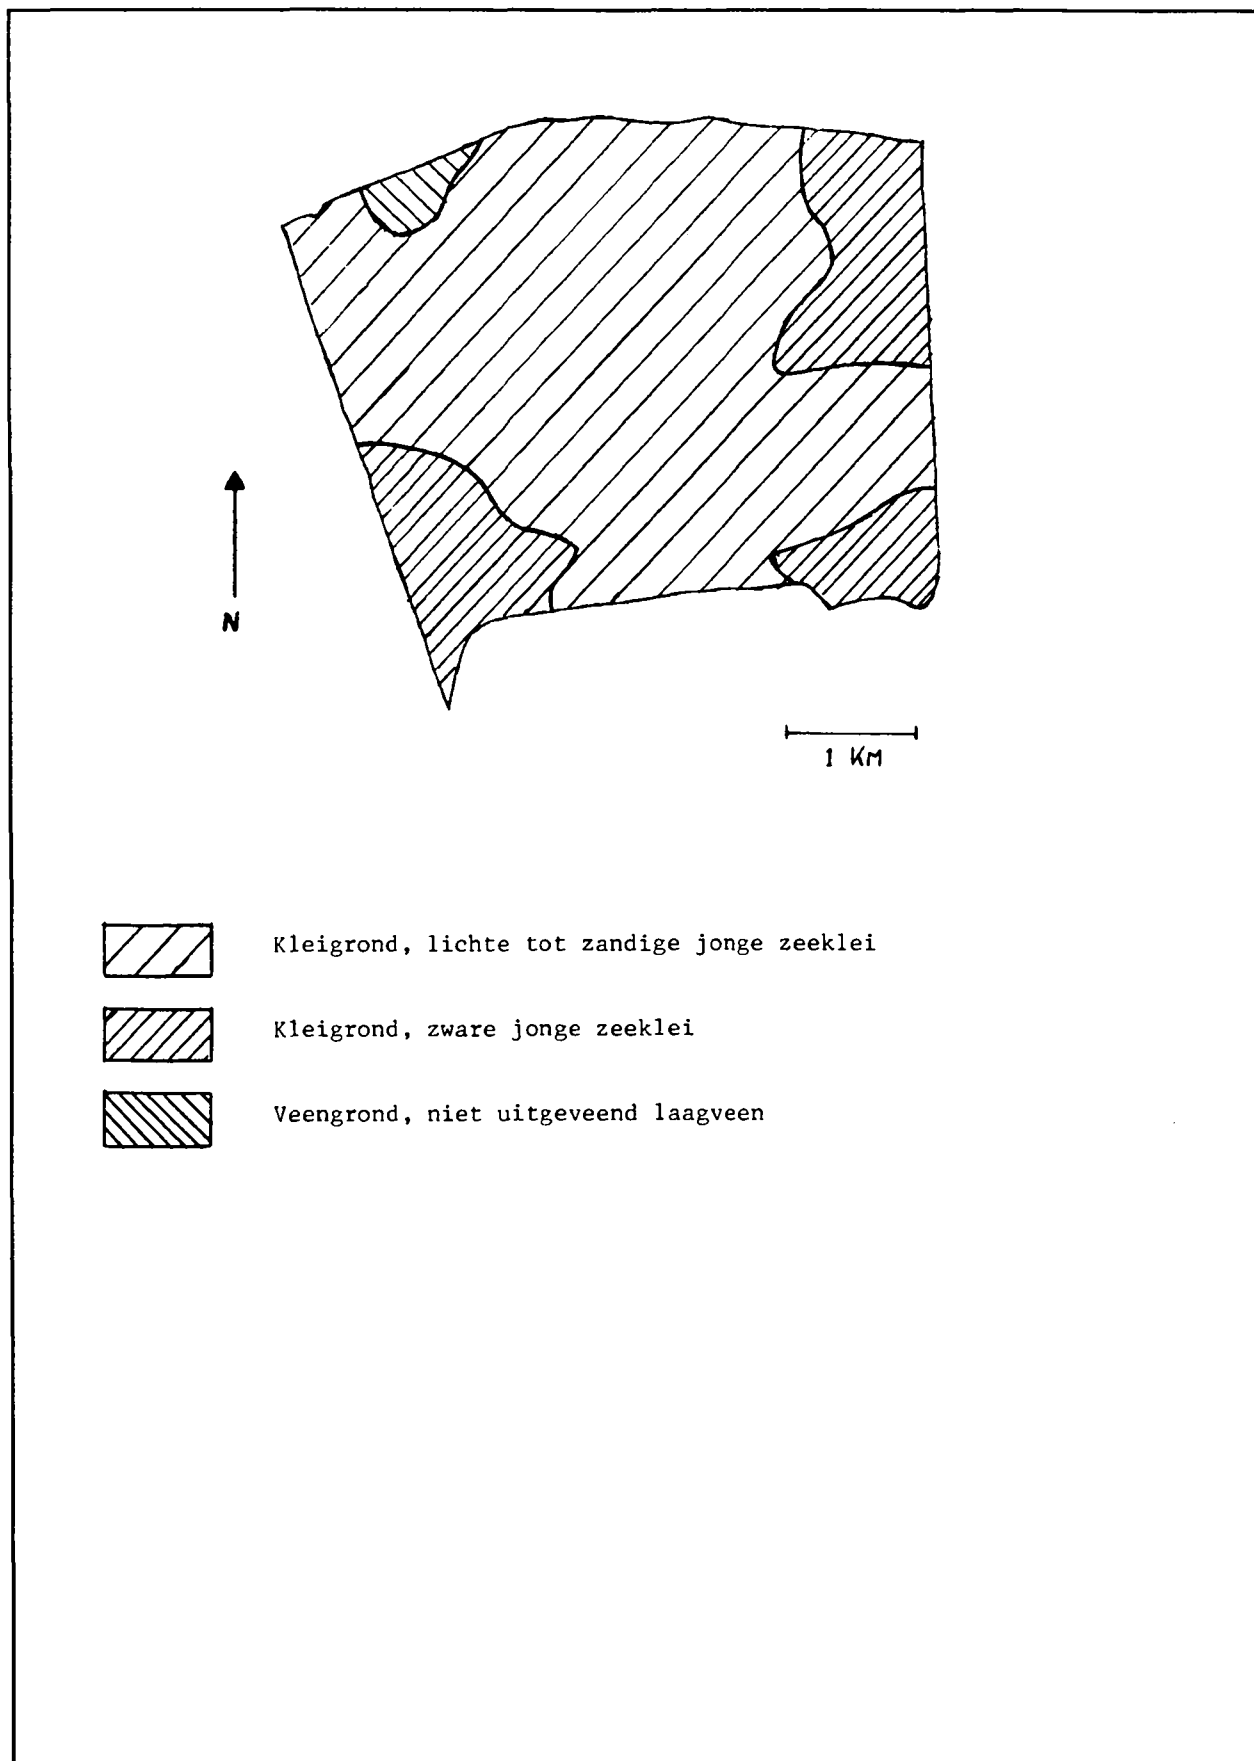 N
1 KM
Kleigrond, lichte tot zandige jonge zeeklei
Kleigrond, zware jonge zeeklei
Veengrond, niet uitgeveend laagveen